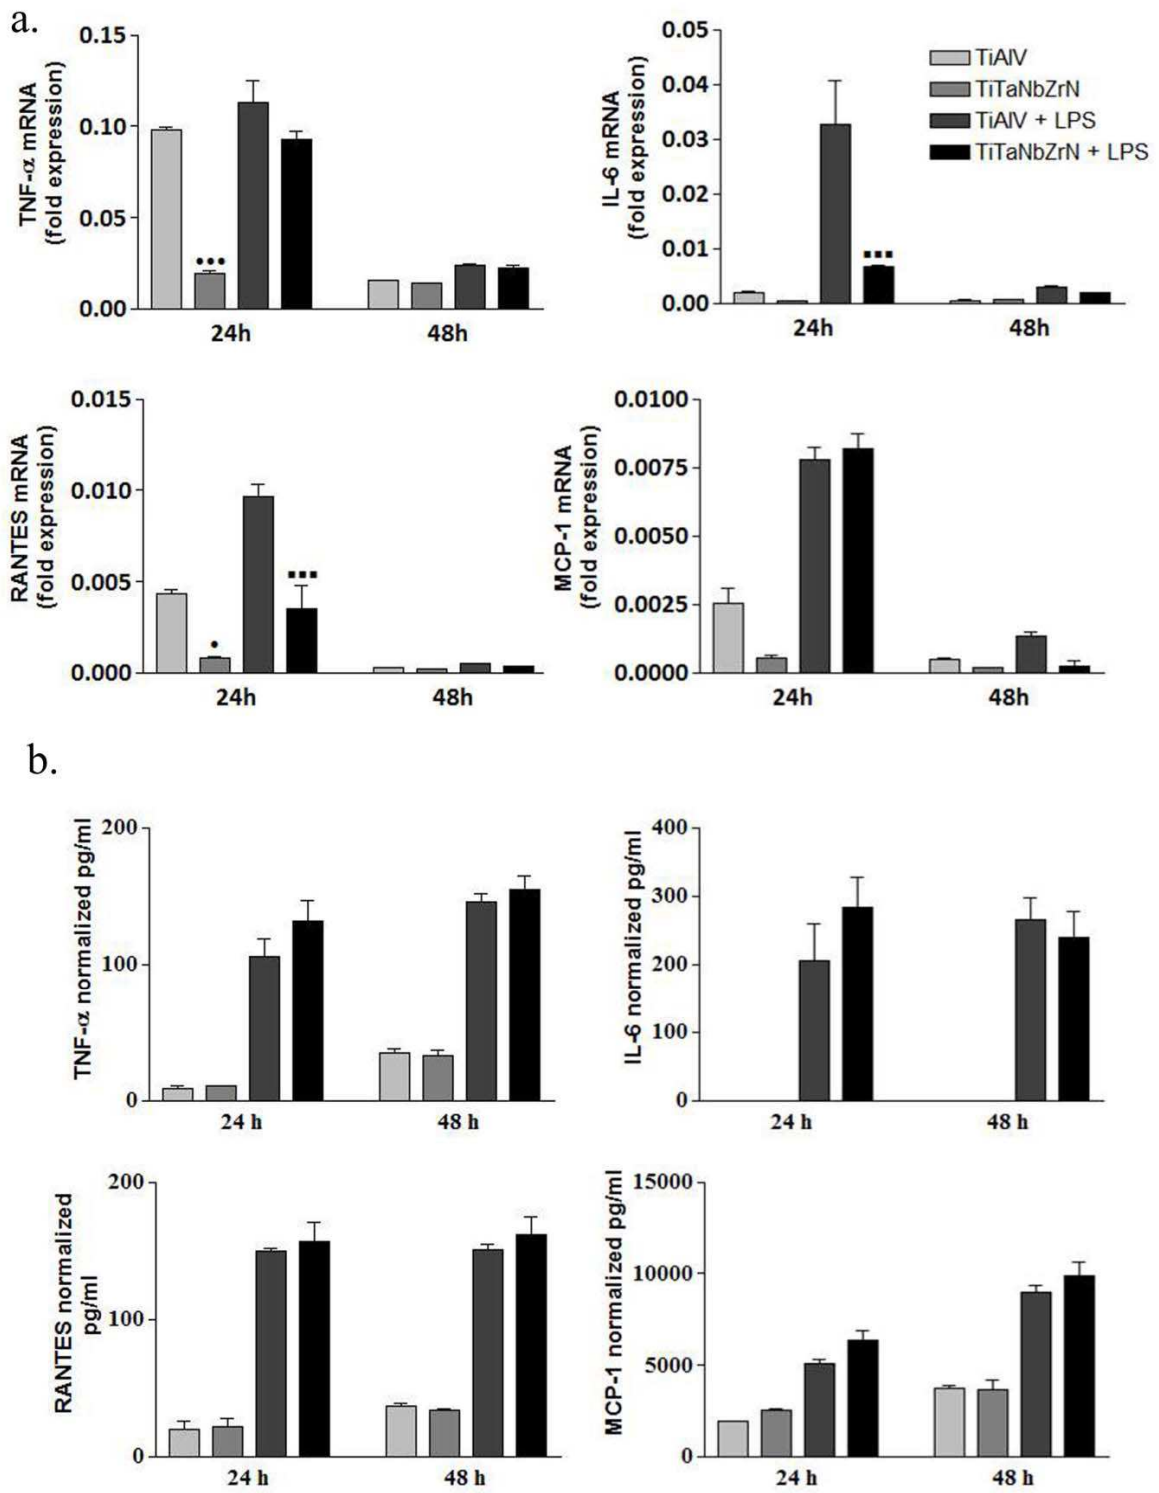 a.
TNF-α mRNA
(fold expression)
0.15
0.10
0.05
0.00
•••
24h
48h
IL-6 mRNA
(fold expression)
0.05
0.04
0.03
0.02
0.01
0.00
▪▪▪
24h
48h
TiAlV
TiTaNbZrN
TiAlV + LPS
TiTaNbZrN + LPS
RANTES mRNA
(fold expression)
0.015
0.010
0.005
0.000
•
▪▪▪
24h
48h
MCP-1 mRNA
(fold expression)
0.0100
0.0075
0.0050
0.0025
0.0000
24h
48h
b.
TNF-α normalized pg/ml
200
100
0
24 h
48 h
IL-6 normalized pg/ml
400
300
200
100
0
24 h
48 h
RANTES normalized
pg/ml
200
100
0
24 h
48 h
MCP-1 normalized pg/ml
15000
10000
5000
0
24 h
48 h